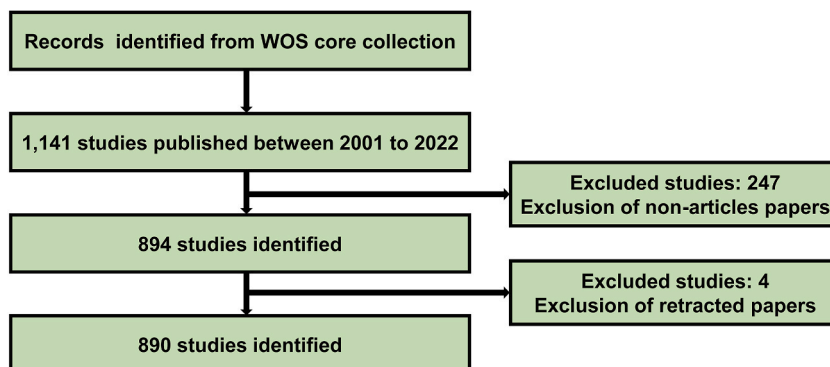 Records identified from WOS core collection
1,141 studies published between 2001 to 2022
Excluded studies: 247
Exclusion of non-articles papers
894 studies identified
Excluded studies: 4
Exclusion of retracted papers
890 studies identified